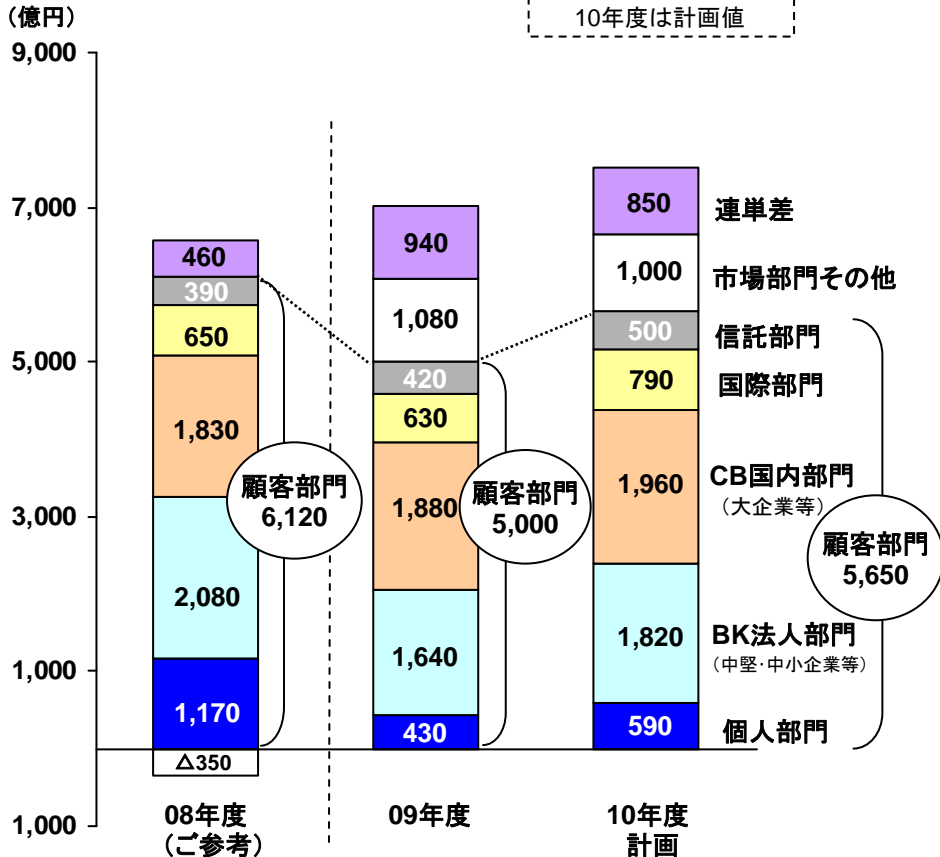 (億円)
10年度は計画値
9,000
7,000
5,000
3,000
1,000
1,000
460
390
650
1,830
2,080
1,170
△350
顧客部門
6,120
08年度
(ご参考)
940
1,080
420
630
1,880
1,640
430
顧客部門
5,000
09年度
850
1,000
500
790
1,960
1,820
590
10年度
計画
連単差
市場部門その他
信託部門
国際部門
CB国内部門
(大企業等)
BK法人部門
(中堅・中小企業等)
個人部門
顧客部門
5,650